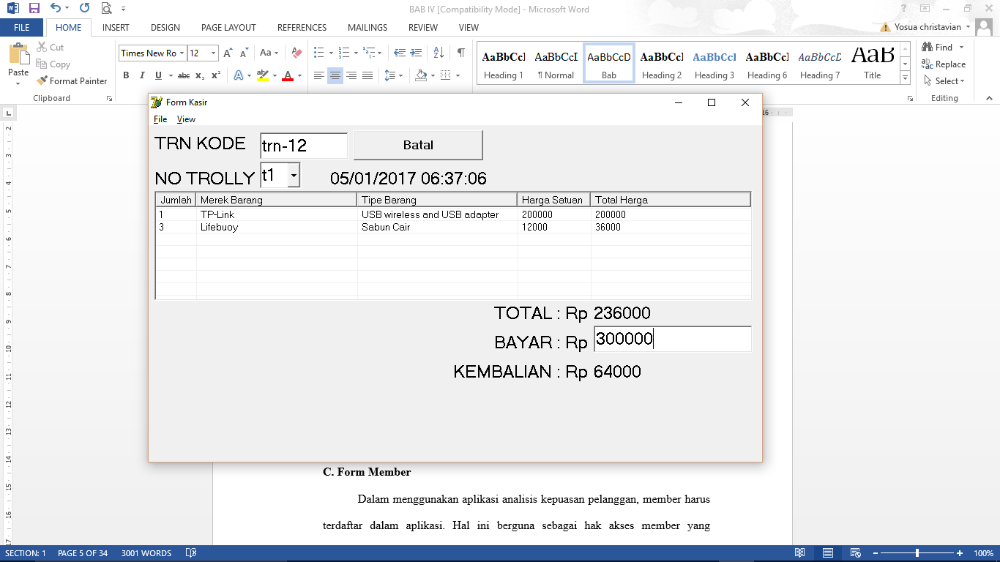 BAB IV [Compatibility Mode] - Microsoft Word
FILE HOME INSERT DESIGN PAGE LAYOUT REFERENCES MAILINGS REVIEW VIEW Yosua christavian
Paste
Cut
Copy
Format Painter
Clipboard
Times New Ro 12 Aa
B I U abc x2 x2 A ab A
AaBbCcI AaBbCcI AaBbCcD AaBbCc AaBbCcI AaBbCcI AaBbCcD AaB
Heading 1 ¶ Normal Bab Heading 2 Heading 3 Heading 6 Heading 7 Title
Find
Replace
Select
Editing
Form Kasir
File View
TRN KODE trn-12 Batal
NO TROLLY t1 05/01/2017 06:37:06
Jumlah Merek Barang Tipe Barang Harga Satuan Total Harga
1 TP-Link USB wireless and USB adapter 200000 200000
3 Lifebuoy Sabun Cair 12000 36000
TOTAL : Rp 236000
BAYAR : Rp 300000
KEMBALIAN : Rp 64000
C. Form Member
Dalam menggunakan aplikasi analisis kepuasan pelanggan, member harus
terdaftar dalam aplikasi. Hal ini berguna sebagai hak akses member yang
SECTION: 1 PAGE 5 OF 34 3001 WORDS 100%